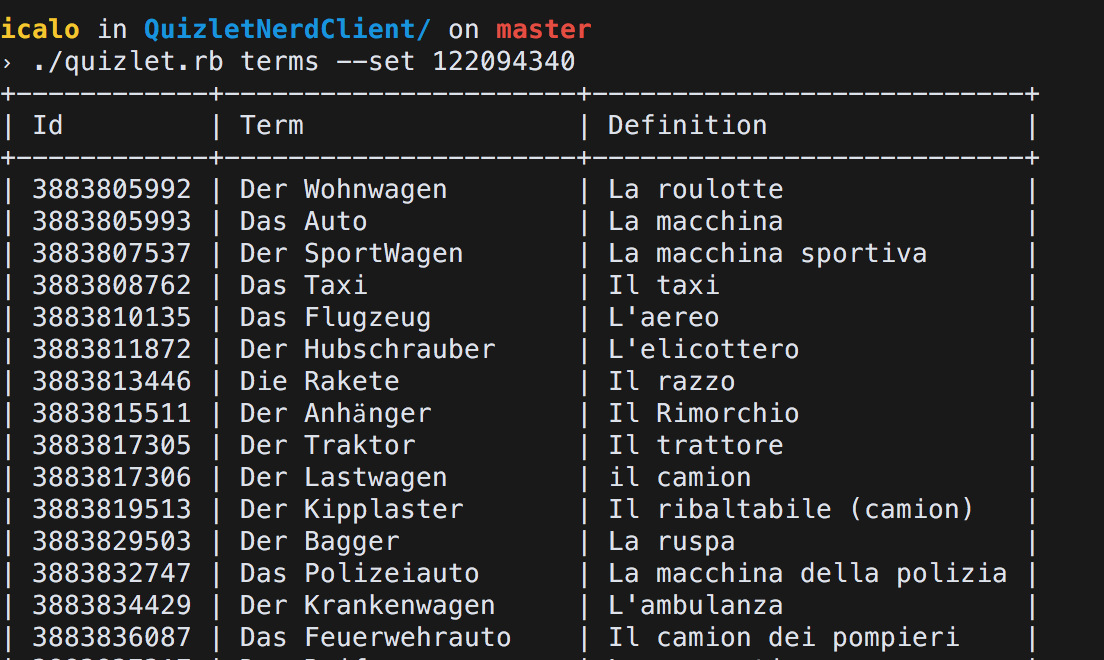 icalo in QuizletNerdClient/ on master
› ./quizlet.rb terms --set 122094340
+------------+----------------------+---------------------------+
| Id         | Term                 | Definition                |
+------------+----------------------+---------------------------+
| 3883805992 | Der Wohnwagen        | La roulotte               |
| 3883805993 | Das Auto             | La macchina               |
| 3883807537 | Der SportWagen       | La macchina sportiva      |
| 3883808762 | Das Taxi             | Il taxi                   |
| 3883810135 | Das Flugzeug         | L'aereo                   |
| 3883811872 | Der Hubschrauber     | L'elicottero              |
| 3883813446 | Die Rakete           | Il razzo                  |
| 3883815511 | Der Anhänger         | Il Rimorchio              |
| 3883817305 | Der Traktor          | Il trattore               |
| 3883817306 | Der Lastwagen        | il camion                 |
| 3883819513 | Der Kipplaster       | Il ribaltabile (camion)   |
| 3883829503 | Der Bagger           | La ruspa                  |
| 3883832747 | Das Polizeiauto      | La macchina della polizia |
| 3883834429 | Der Krankenwagen     | L'ambulanza               |
| 3883836087 | Das Feuerwehrauto    | Il camion dei pompieri    |